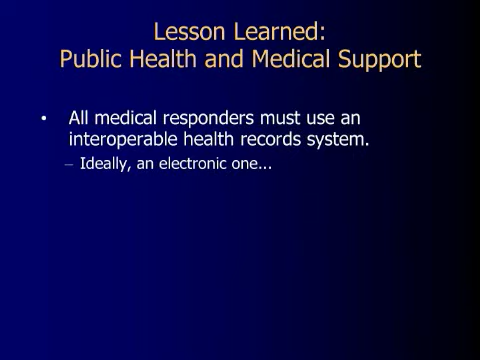 Lesson Learned:
Public Health and Medical Support
• All medical responders must use an
interoperable health records system.
– Ideally, an electronic one...